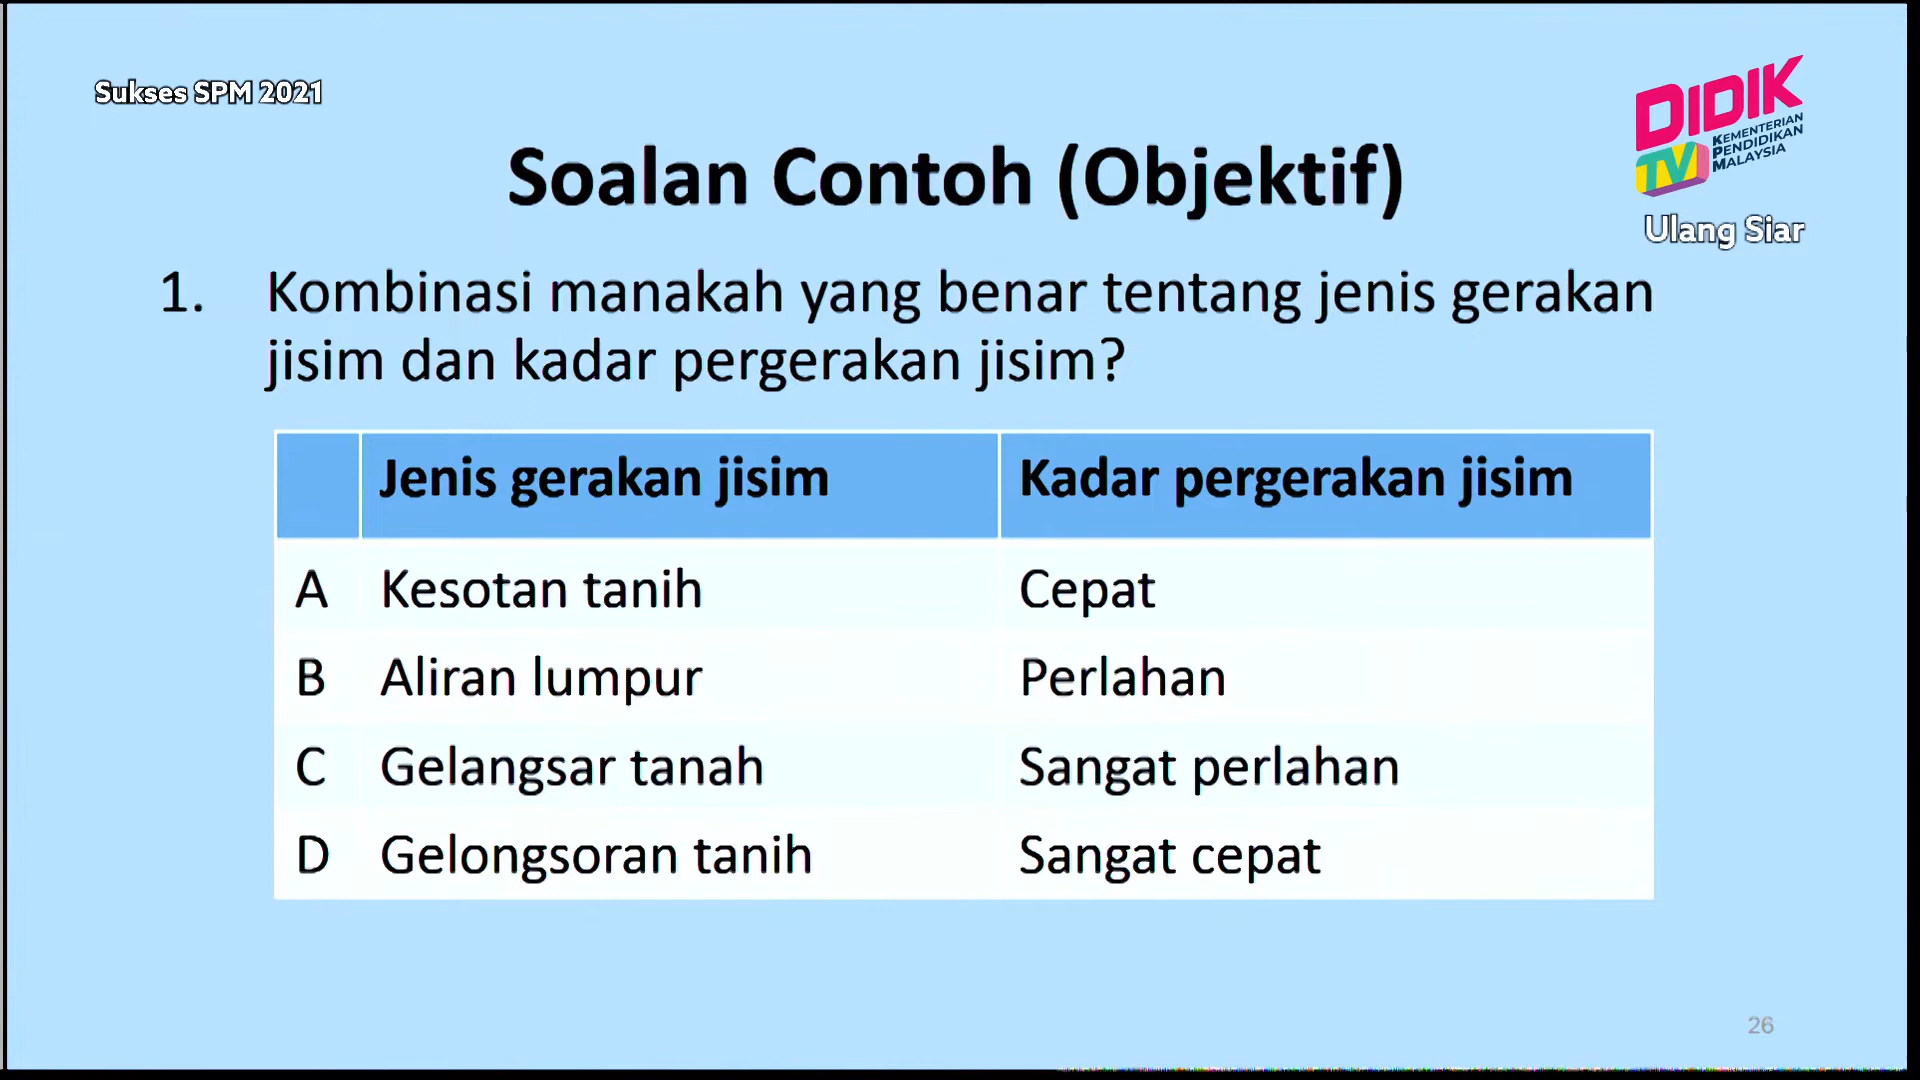 Sukses SPM 2021
DIDIK
TV
KEMENTERIAN
PENDIDIKAN
MALAYSIA
Ulang Siar
Soalan Contoh (Objektif)
1. Kombinasi manakah yang benar tentang jenis gerakan
jisim dan kadar pergerakan jisim?
Jenis gerakan jisim Kadar pergerakan jisim
A Kesotan tanih Cepat
B Aliran lumpur Perlahan
C Gelangsar tanah Sangat perlahan
D Gelongsoran tanih Sangat cepat
26